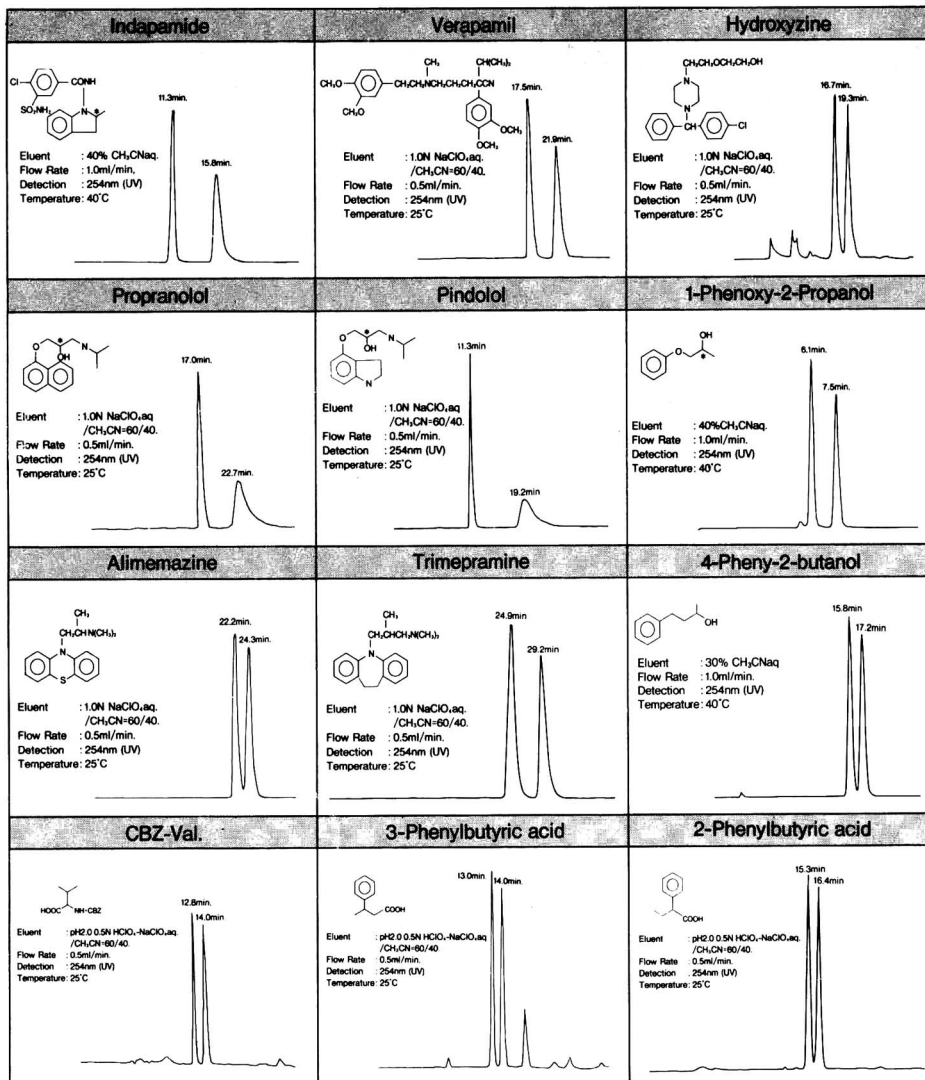 Indapamide
Cl
CONH
SO₂NH₂
N
*
11.3min.
15.8min.
Eluent : 40% CH₃CNaq.
Flow Rate : 1.0ml/min.
Detection : 254nm (UV)
Temperature: 40°C
Verapamil
CH₃
CH(CH₃)₂
CH₃O
CH₃O
CH₂CH₂NCH₂CH₂CH₂CCN
OCH₃
OCH₃
17.5min.
21.9min.
Eluent : 1.0N NaClO₄aq.
/CH₃CN=60/40.
Flow Rate : 0.5ml/min.
Detection : 254nm (UV)
Temperature: 25°C
Hydroxyzine
CH₂CH₂OCH₂CH₂OH
N
N
CH
Cl
16.7min.
19.3min.
Eluent : 1.0N NaClO₄aq.
/CH₃CN=60/40.
Flow Rate : 0.5ml/min.
Detection : 254nm (UV)
Temperature: 25°C
Propranolol
O
*
OH
N
17.0min.
22.7min.
Eluent : 1.0N NaClO₄aq
/CH₃CN=60/40.
Flow Rate : 0.5ml/min.
Detection : 254nm (UV)
Temperature: 25°C
Pindolol
O
*
OH
N
N
11.3min
19.2min
Eluent : 1.0N NaClO₄aq
/CH₃CN=60/40.
Flow Rate : 0.5ml/min.
Detection : 254nm (UV)
Temperature: 25°C
1-Phenoxy-2-Propanol
OH
O
*
6.1min.
7.5min.
Eluent : 40%CH₃CNaq.
Flow Rate : 1.0ml/min.
Detection : 254nm (UV)
Temperature: 40°C
Alimemazine
CH₃
CH₂CHCH₂N(CH₃)₂
N
S
22.2min.
24.3min.
Eluent : 1.0N NaClO₄aq.
/CH₃CN=60/40.
Flow Rate : 0.5ml/min.
Detection : 254nm (UV)
Temperature: 25°C
Trimepramine
CH₃
CH₂CHCH₂N(CH₃)₂
N
24.9min
29.2min
Eluent : 1.0N NaClO₄aq.
/CH₃CN=60/40.
Flow Rate : 0.5ml/min.
Detection : 254nm (UV)
Temperature: 25°C
4-Pheny-2-butanol
OH
15.8min
17.2min.
Eluent : 30% CH₃CNaq
Flow Rate : 1.0ml/min.
Detection : 254nm (UV)
Temperature: 40°C
CBZ-Val.
HOOC
NH-CBZ
12.8min.
14.0min.
Eluent : pH2.0 0.5N HClO₄-NaClO₄aq.
/CH₃CN=60/40.
Flow Rate : 0.5ml/min.
Detection : 254nm (UV)
Temperature: 25°C
3-Phenylbutyric acid
COOH
13.0min.
14.0min.
Eluent : pH2.0 0.5N HClO₄-NaClO₄aq
/CH₃CN=60/40
Flow Rate : 0.5ml/min.
Detection : 254nm (UV)
Temperature: 25°C
2-Phenylbutyric acid
COOH
15.3min
16.4min
Eluent : pH2.0 0.5N HClO₄-NaClO₄aq.
/CH₃CN=60/40.
Flow Rate : 0.5ml/min.
Detection : 254nm (UV)
Temperature: 25°C